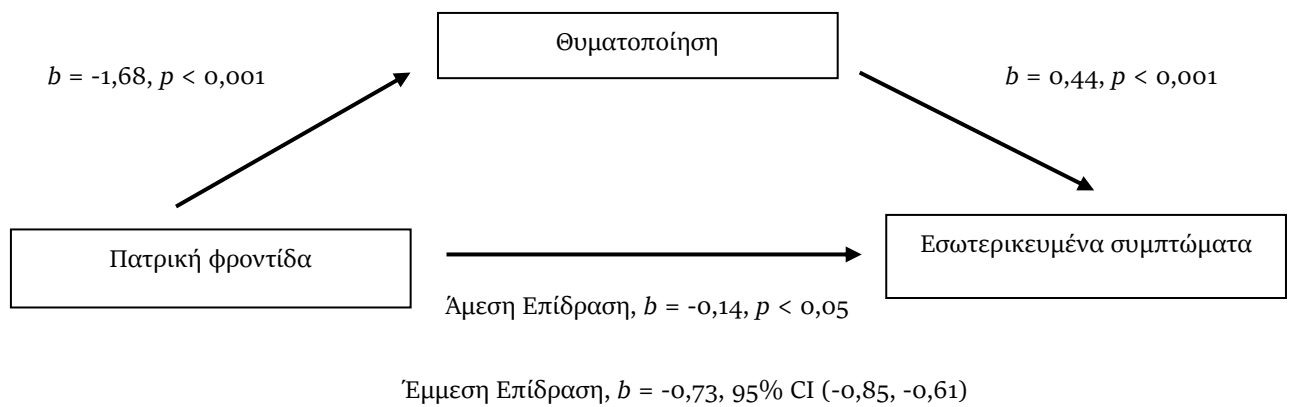 Θυματοποίηση
b = -1,68, p < 0,001
b = 0,44, p < 0,001
Πατρική φροντίδα
Εσωτερικευμένα συμπτώματα
Άμεση Επίδραση, b = -0,14, p < 0,05
Έμμεση Επίδραση, b = -0,73, 95% CI (-0,85, -0,61)